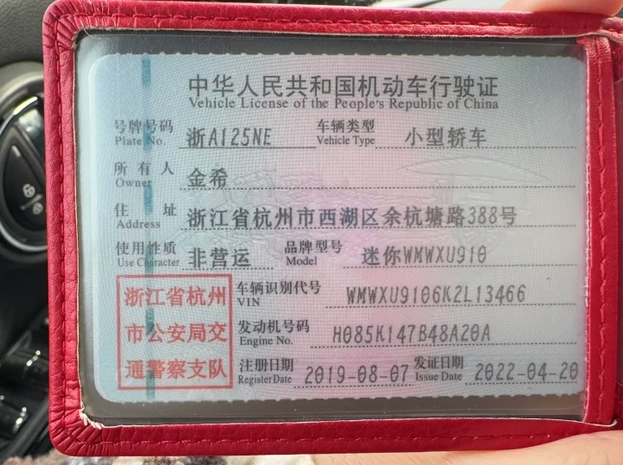 中华人民共和国机动车行驶证
Vehicle License of the People's Republic of China
号牌号码 浙A125NE 车辆类型 小型轿车
Plate No. Vehicle Type
所有人 金希
Owner
住址 浙江省杭州市西湖区余杭塘路388号
Address
使用性质 非营运 品牌型号 迷你WMWXU910
Use Character Model
浙江省杭州市公安局交通警察支队
车辆识别代号 WMWXU9106K2L13466
VIN
发动机号码 H085K147B48A20A
Engine No.
注册日期 2019-08-07 发证日期 2022-04-20
Register Date Issue Date